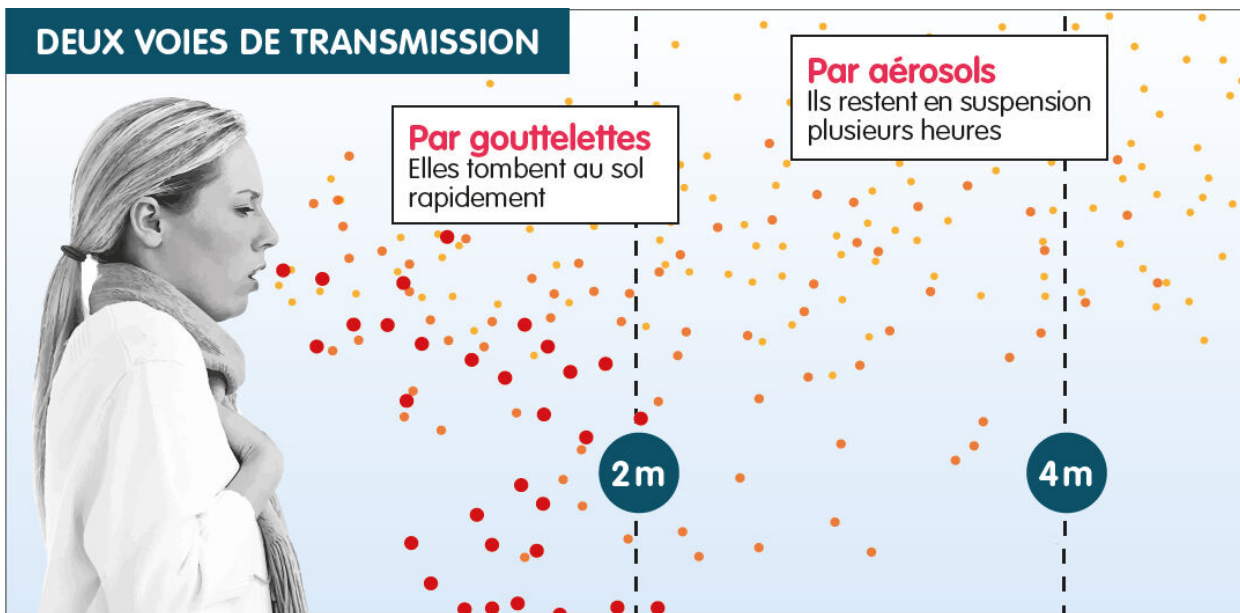 DEUX VOIES DE TRANSMISSION
Par gouttelettes
Elles tombent au sol
rapidement
Par aérosols
Ils restent en suspension
plusieurs heures
2 m
4 m